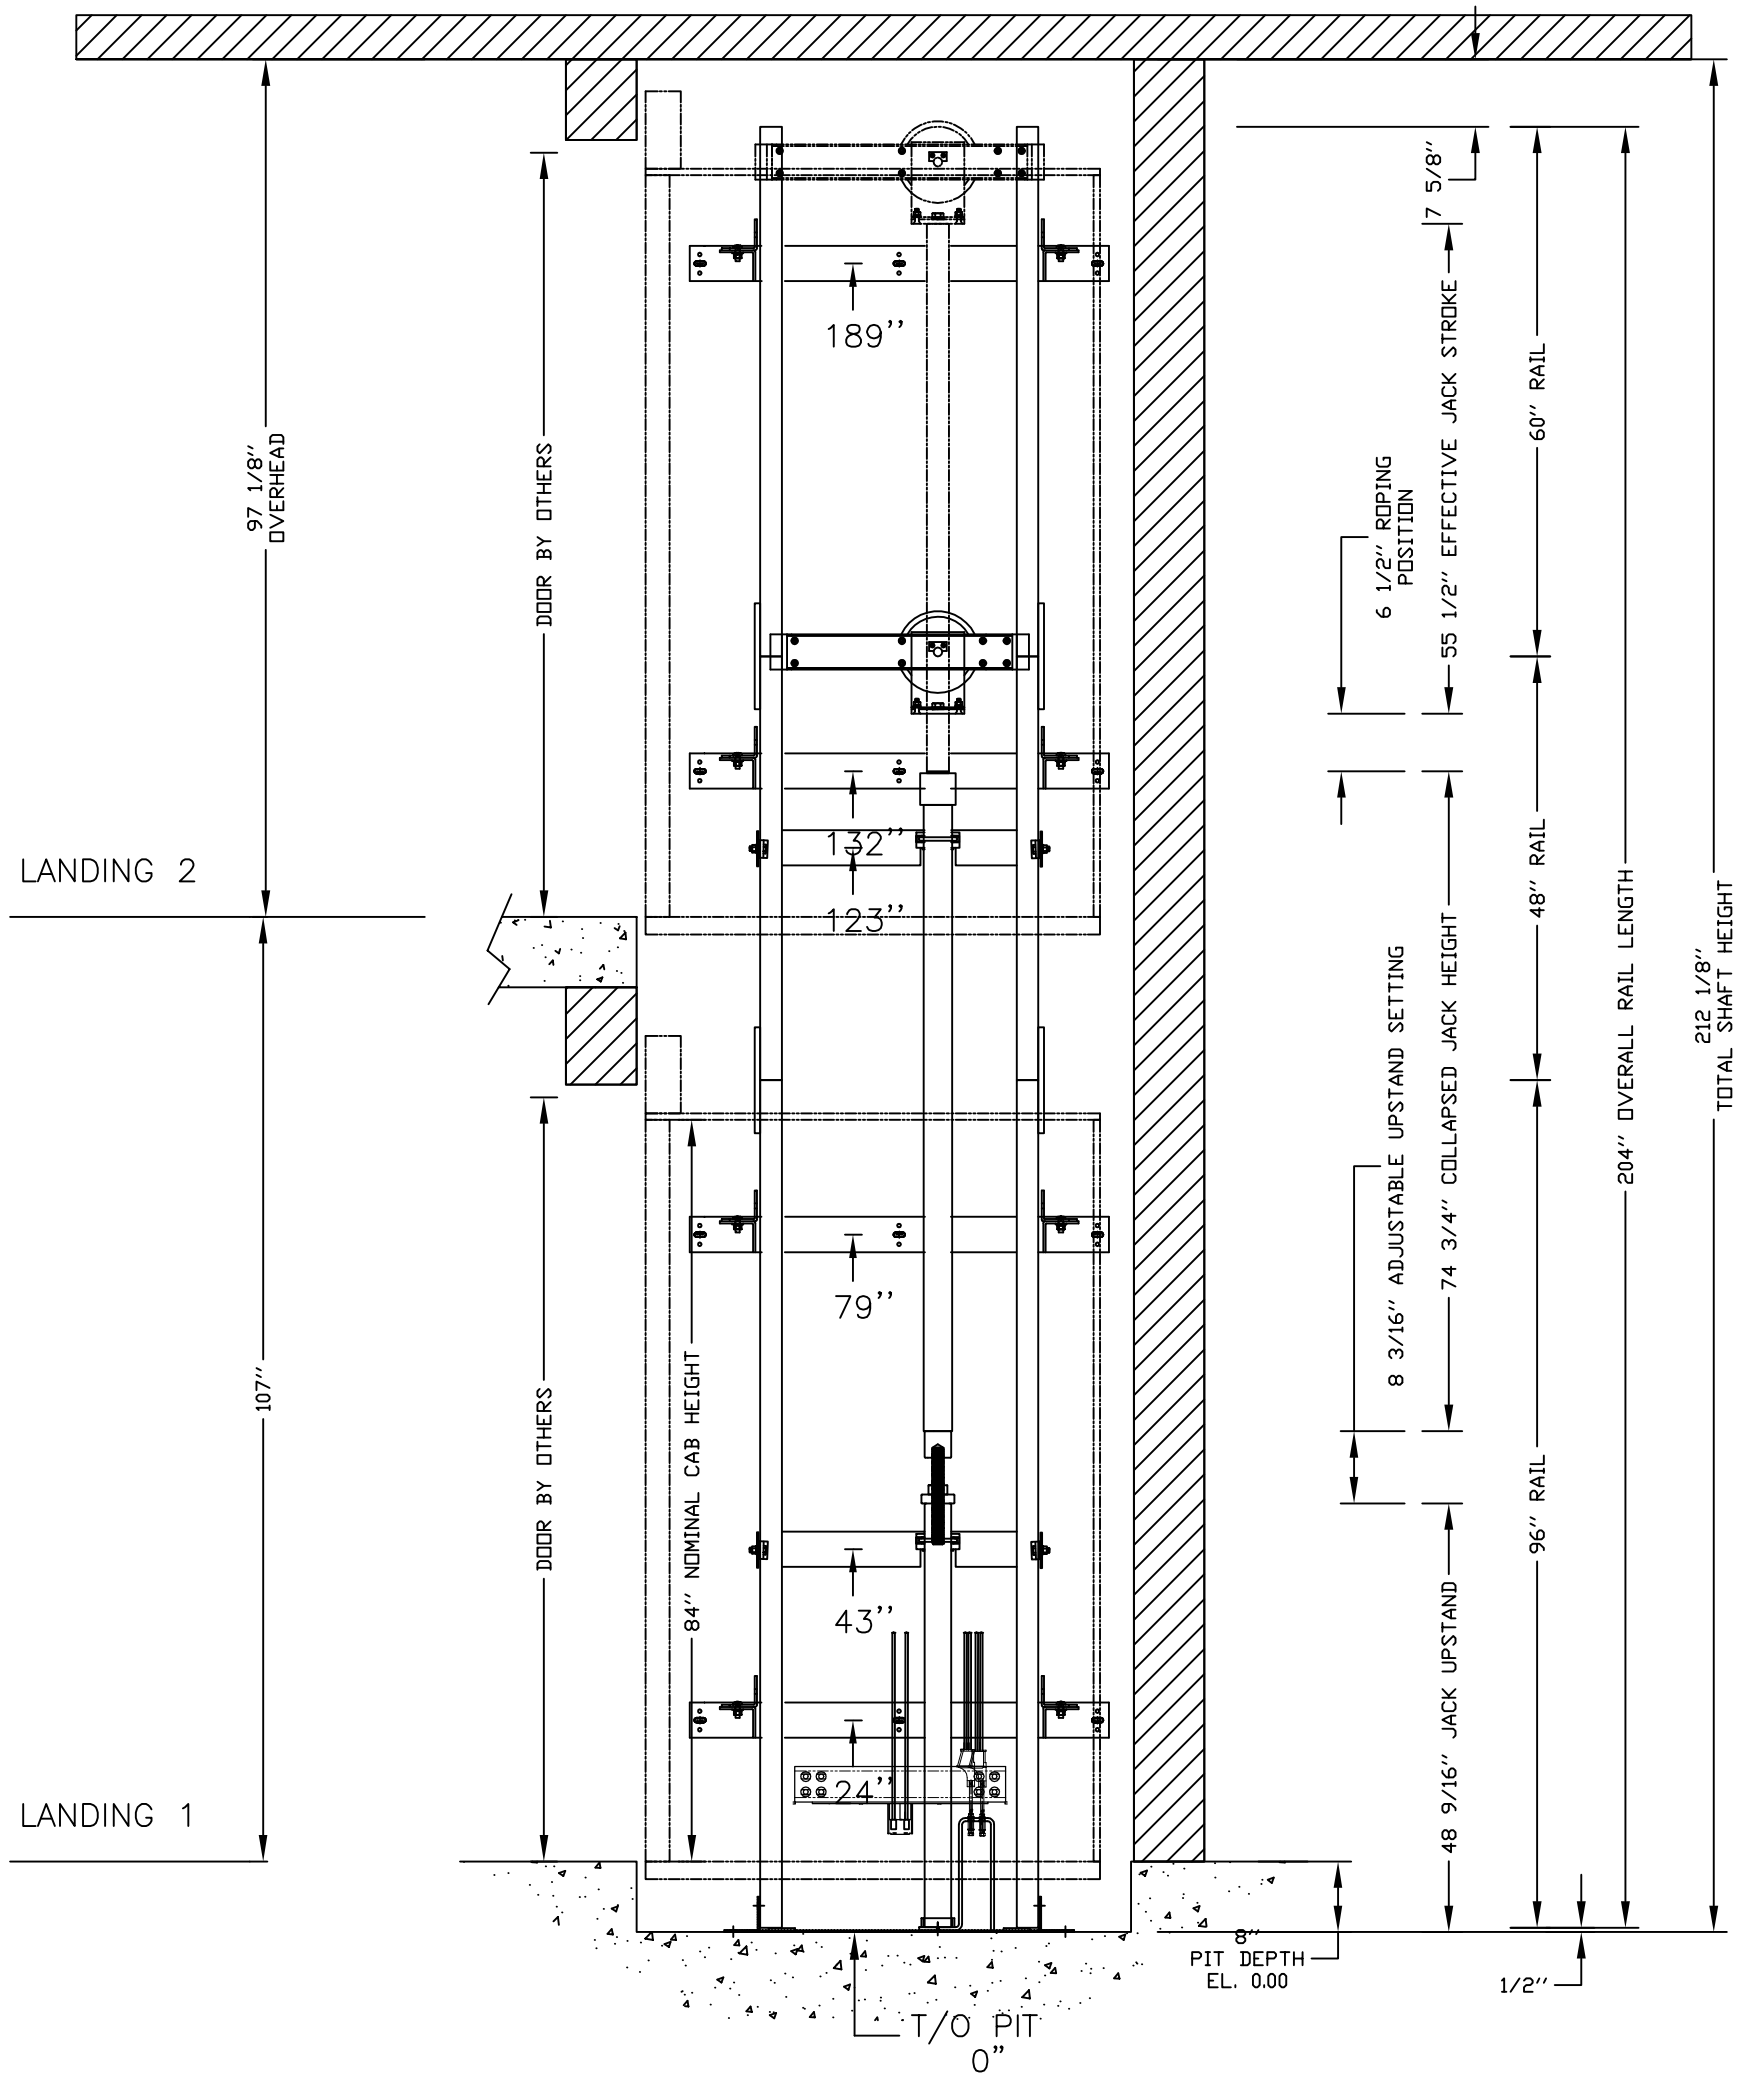 97 1/8"
OVERHEAD
LANDING 2
107"
LANDING 1
DOOR BY OTHERS
DOOR BY OTHERS
84" NOMINAL CAB HEIGHT
189"
132"
123"
79"
43"
24"
T/O PIT
0"
8"
PIT DEPTH
EL. 0.00
6 1/2" ROPING
POSITION
8 3/16" ADJUSTABLE UPSTAND SETTING
7 5/8"
55 1/2" EFFECTIVE JACK STROKE
74 3/4" COLLAPSED JACK HEIGHT
48 9/16" JACK UPSTAND
60" RAIL
48" RAIL
96" RAIL
1/2"
204" OVERALL RAIL LENGTH
212 1/8"
TOTAL SHAFT HEIGHT